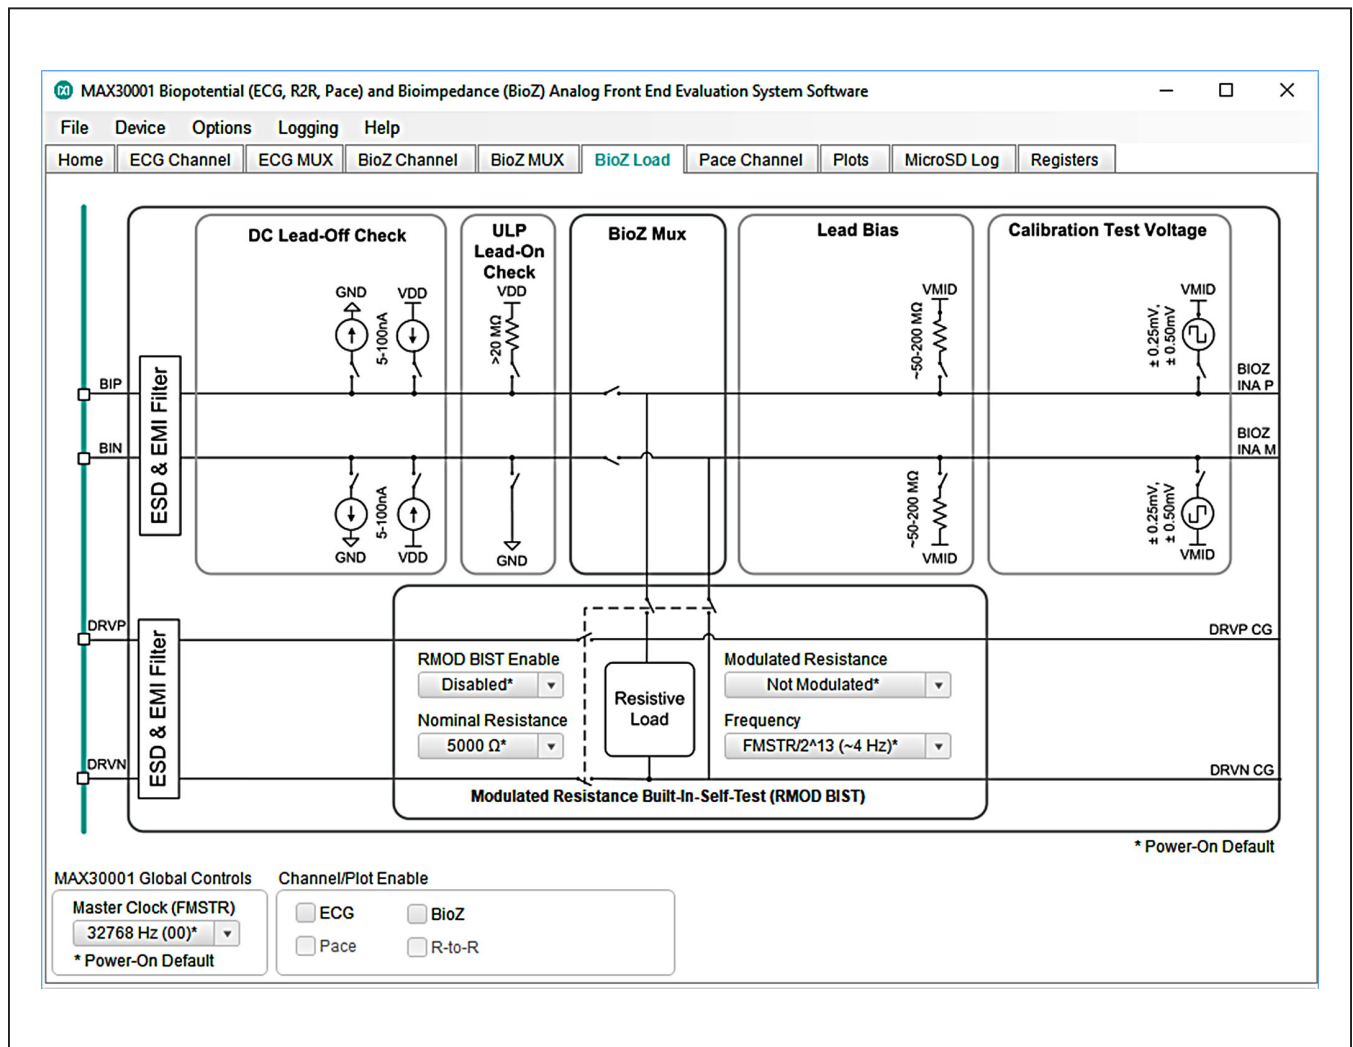 MAX30001 Biopotential (ECG, R2R, Pace) and Bioimpedance (BioZ) Analog Front End Evaluation System Software
File Device Options Logging Help
Home ECG Channel ECG MUX BioZ Channel BioZ MUX BioZ Load Pace Channel Plots MicroSD Log Registers
DC Lead-Off Check
ULP
Lead-On
Check
BioZ Mux
Lead Bias
Calibration Test Voltage
GND VDD
5-100nA
VDD
>20 MΩ
VMID
~50-200 MΩ
VMID
± 0.25mV,
± 0.50mV
BIP
BIN
ESD & EMI Filter
BIOZ
INA P
BIOZ
INA M
5-100nA
GND VDD
GND
~50-200 MΩ
VMID
± 0.25mV,
± 0.50mV
VMID
DRVP
DRVN
ESD & EMI Filter
DRVP CG
DRVN CG
RMOD BIST Enable
Disabled*
Nominal Resistance
5000 Ω*
Resistive
Load
Modulated Resistance
Not Modulated*
Frequency
FMSTR/2^13 (~4 Hz)*
Modulated Resistance Built-In-Self-Test (RMOD BIST)
* Power-On Default
MAX30001 Global Controls
Master Clock (FMSTR)
32768 Hz (00)*
* Power-On Default
Channel/Plot Enable
ECG BioZ
Pace R-to-R